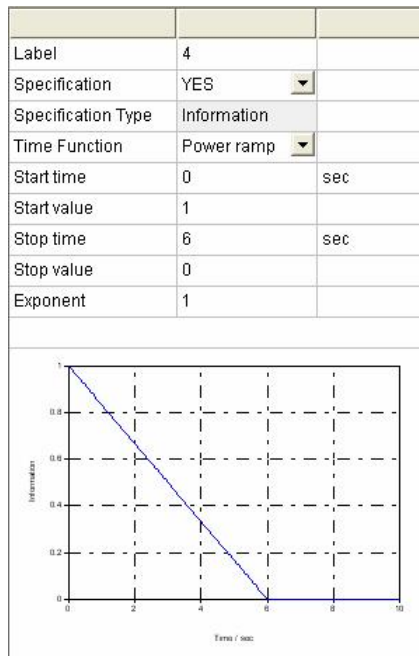 Label 4
Specification YES
Specification Type Information
Time Function Power ramp
Start time 0 sec
Start value 1
Stop time 6 sec
Stop value 0
Exponent 1
1
0.8
0.6
0.4
0.2
0
Information
0 2 4 6 8 10
Time / sec